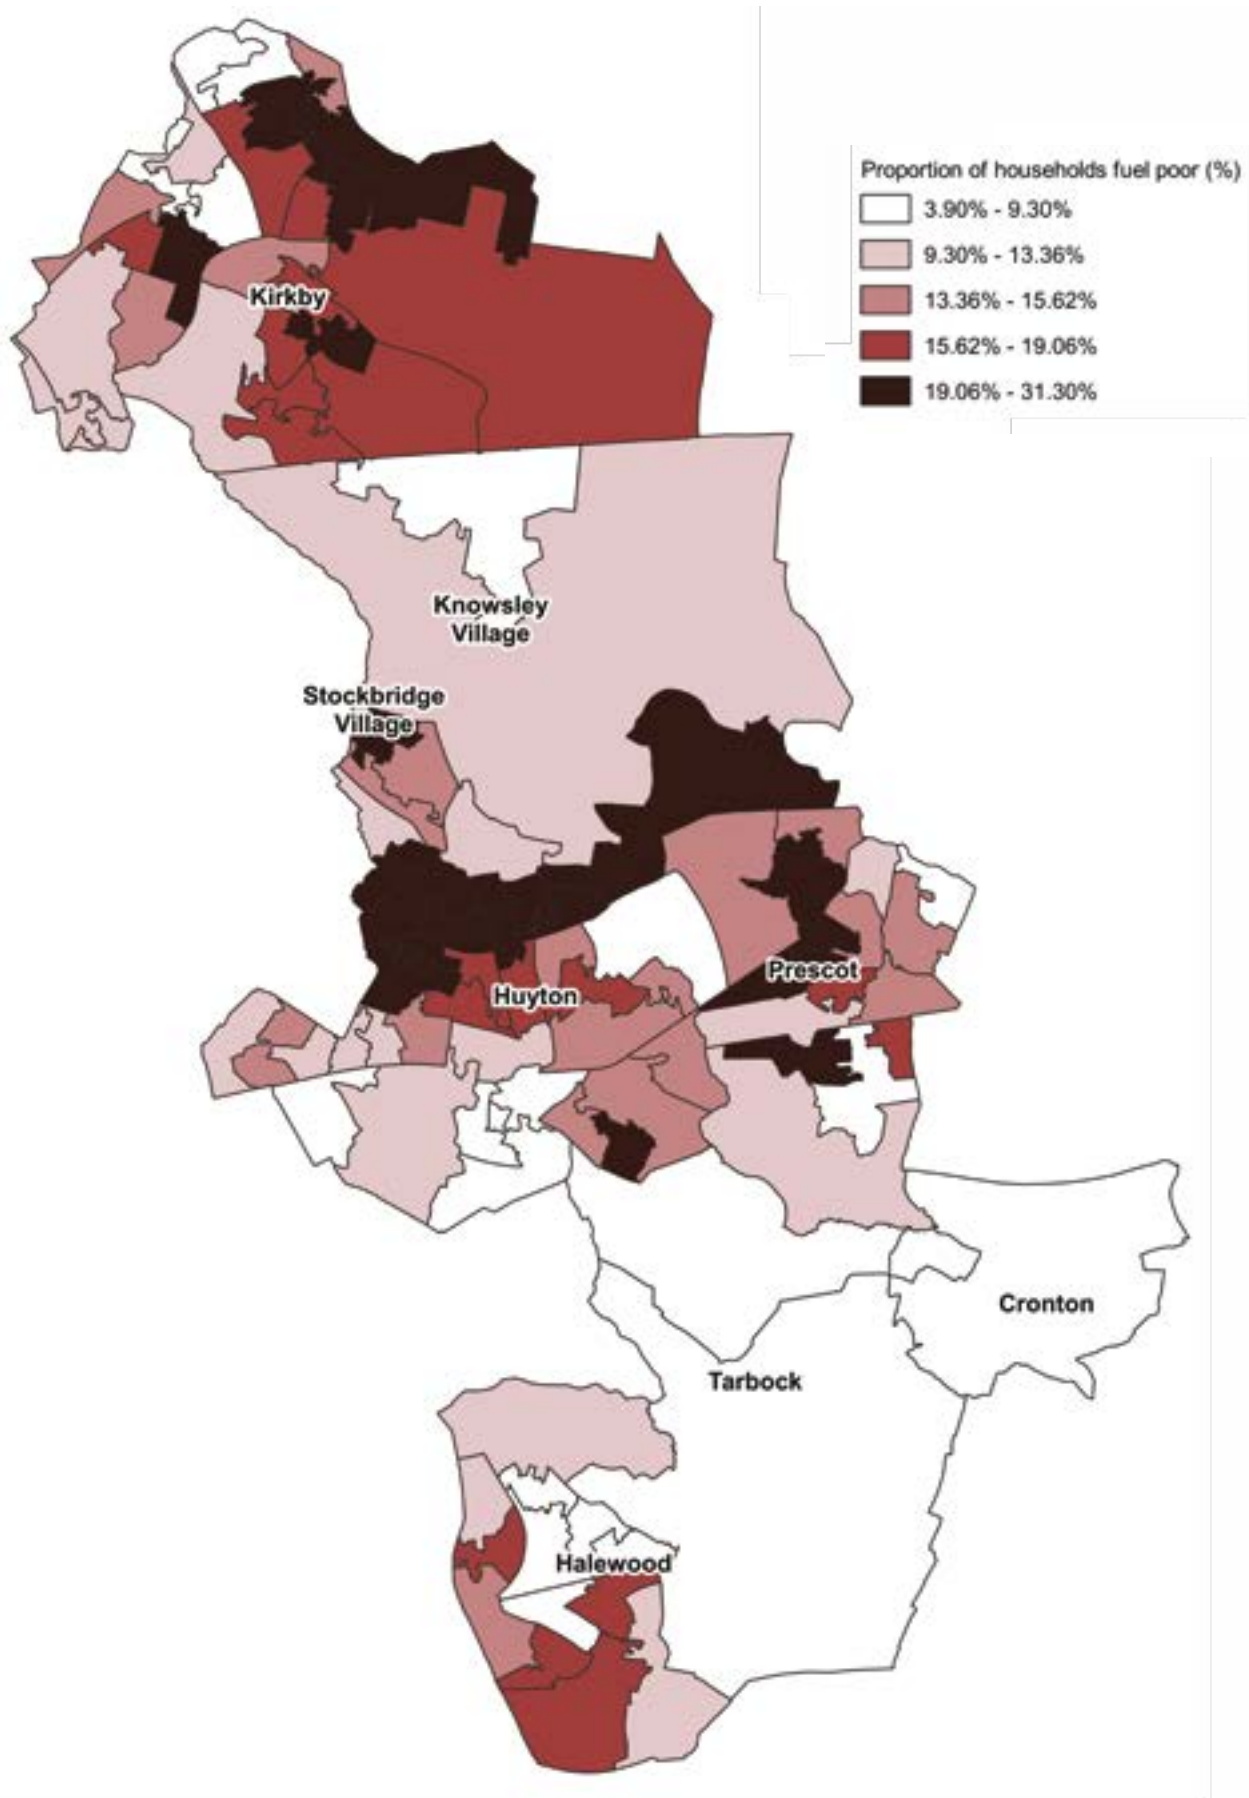 Proportion of households fuel poor (%)
3.90% - 9.30%
9.30% - 13.36%
13.36% - 15.62%
15.62% - 19.06%
19.06% - 31.30%
Kirkby
Knowsley
Village
Stockbridge
Village
Prescot
Huyton
Cronton
Tarbock
Halewood